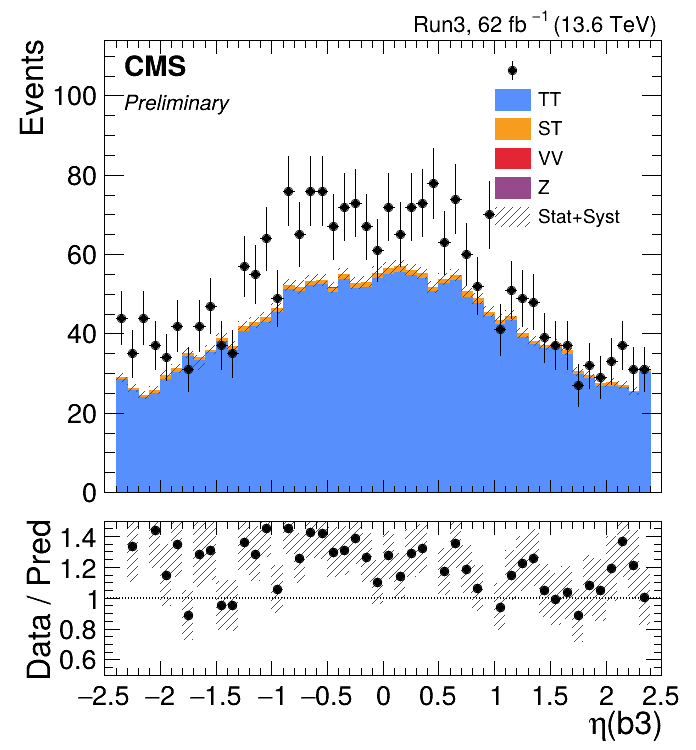 Run3, 62 fb⁻¹ (13.6 TeV)
CMS
Preliminary
TT
ST
VV
Z
Stat+Syst
Events
100
80
60
40
20
0
Data / Pred
1.4
1.2
1
0.8
0.6
−2.5 −2 −1.5 −1 −0.5 0 0.5 1 1.5 2 2.5
η(b3)